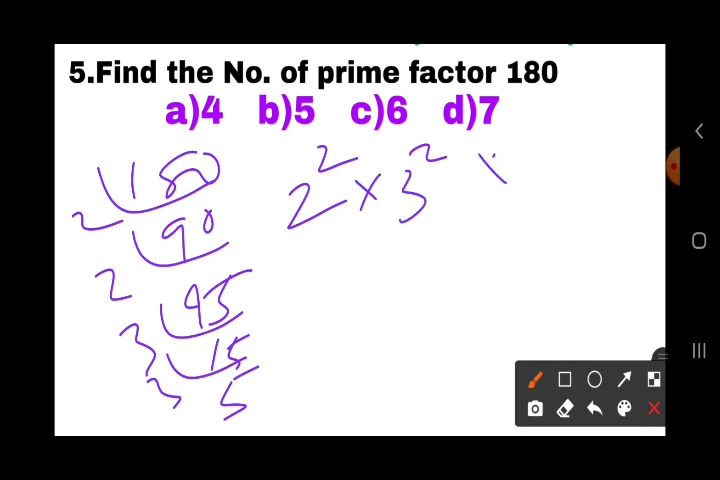 5.Find the No. of prime factor 180
a)4 b)5 c)6 d)7
180
2 90
2 45
3 15
3 5
2² × 3² ×